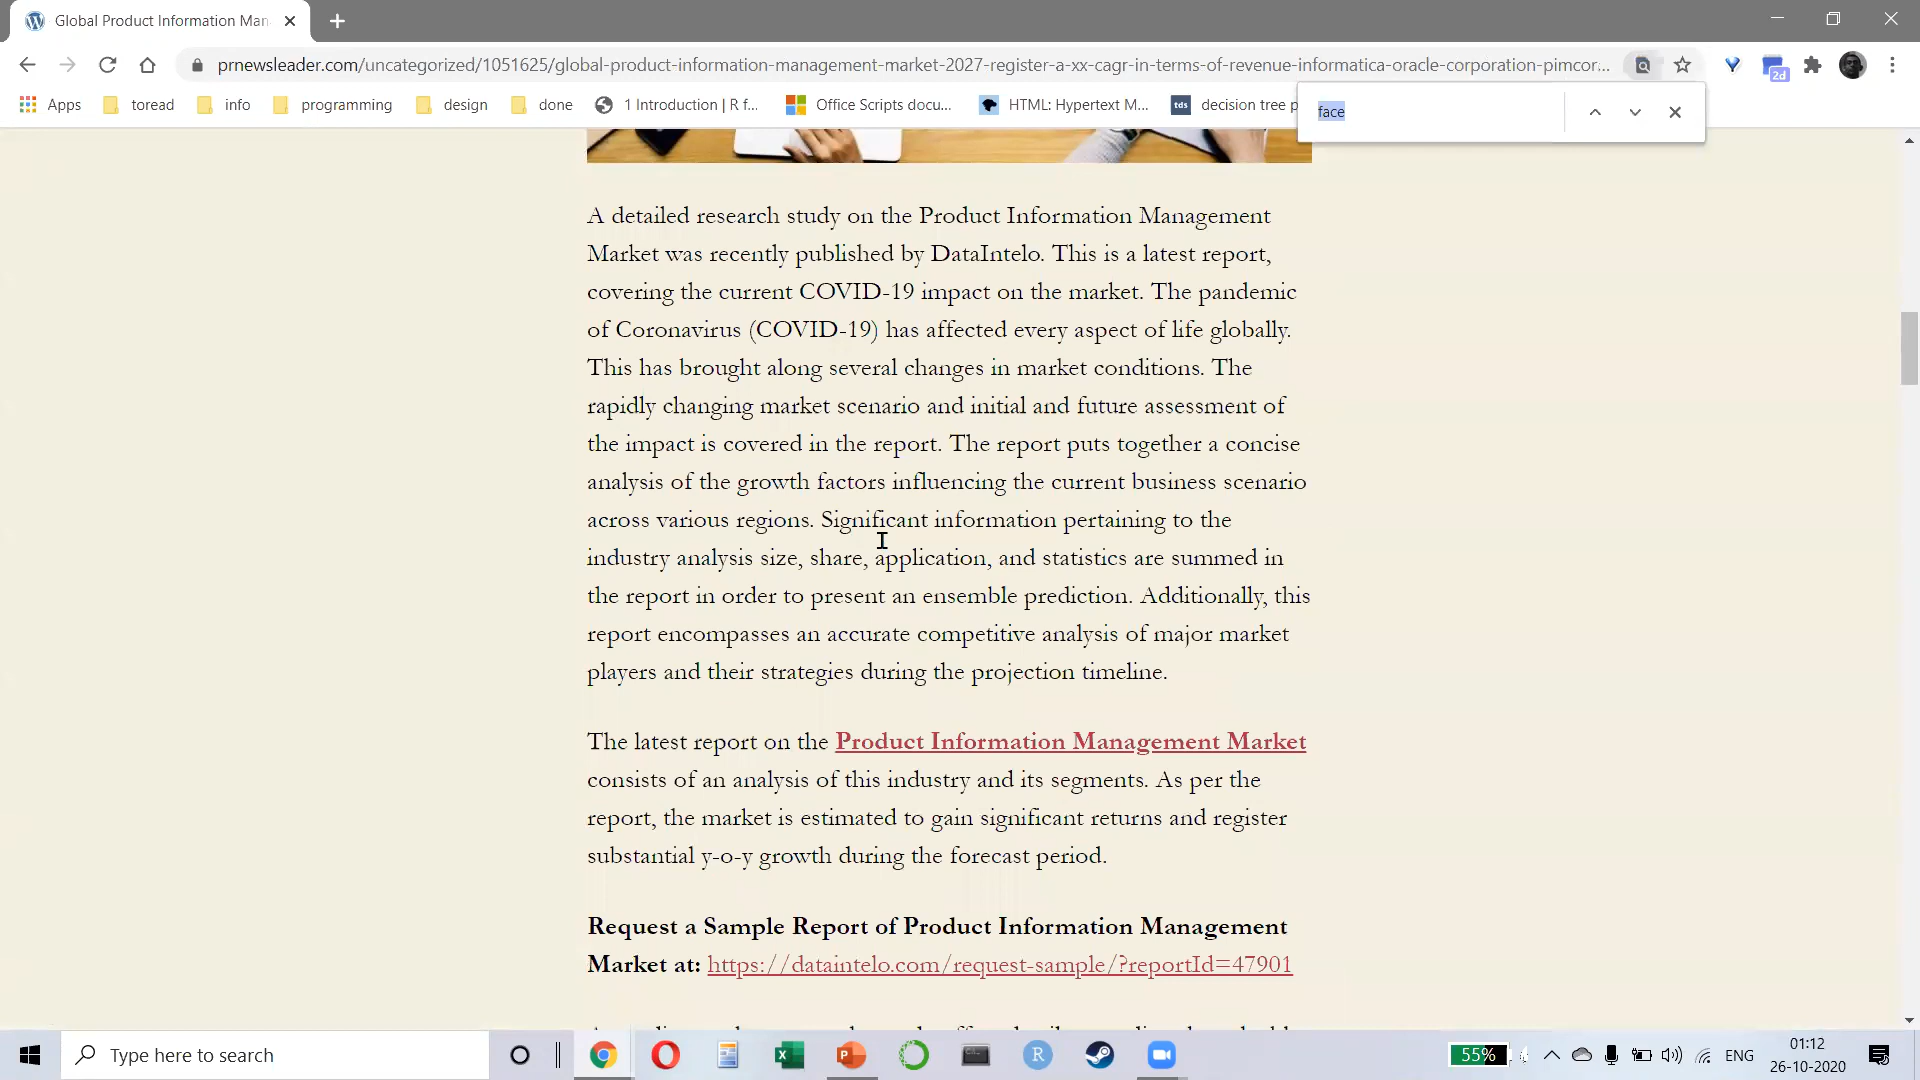 Global Product Information Man
prnewsleader.com/uncategorized/1051625/global-product-information-management-market-2027-register-a-xx-cagr-in-terms-of-revenue-informatica-oracle-corporation-pimcor...
2d
Apps toread info programming design done 1 Introduction | R f... Office Scripts docu... HTML: Hypertext M... tds decision tree p
face
A detailed research study on the Product Information Management
Market was recently published by DataIntelo. This is a latest report,
covering the current COVID-19 impact on the market. The pandemic
of Coronavirus (COVID-19) has affected every aspect of life globally.
This has brought along several changes in market conditions. The
rapidly changing market scenario and initial and future assessment of
the impact is covered in the report. The report puts together a concise
analysis of the growth factors influencing the current business scenario
across various regions. Significant information pertaining to the
industry analysis size, share, application, and statistics are summed in
the report in order to present an ensemble prediction. Additionally, this
report encompasses an accurate competitive analysis of major market
players and their strategies during the projection timeline.
The latest report on the Product Information Management Market
consists of an analysis of this industry and its segments. As per the
report, the market is estimated to gain significant returns and register
substantial y-o-y growth during the forecast period.
Request a Sample Report of Product Information Management
Market at: https://dataintelo.com/request-sample/?reportId=47901
Type here to search
55%
ENG
01:12
26-10-2020